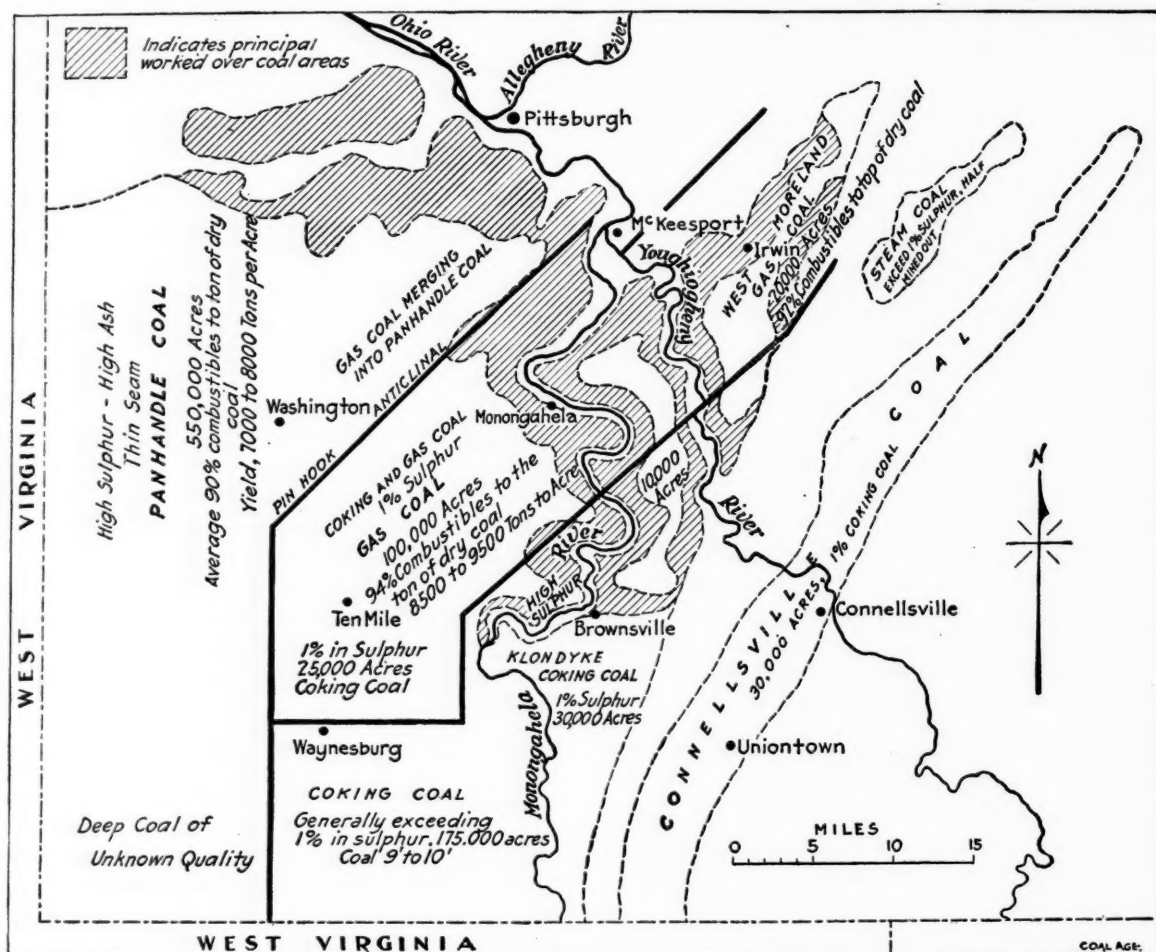 Indicates principal
worked over coal areas
Ohio River
Allegheny
River
Pittsburgh
McKeesport
Youghiogheny
River
Irwin
WEST MORELAND
GAS COAL
20000 Acres
97% Combustibles to top of dry coal
STEAM COAL
EXCEED 1% SULPHUR, HALF
MINED OUT
High Sulphur - High Ash
Thin Seam
PANHANDLE COAL
550,000 Acres
Average 90% combustibles to ton of dry
coal
Yield, 7000 to 8000 Tons per Acre
GAS COAL MERGING
INTO PANHANDLE COAL
PIN HOOK ANTICLINAL
Washington
Monongahela
COKING AND GAS COAL
1% Sulphur
GAS COAL
100,000 Acres
94% Combustibles to the
ton of dry coal
8500 to 9500 Tons to Acre
10,000
Acres
River
HIGH
SULPHUR
Ten Mile
1% in Sulphur
25,000 Acres
Coking Coal
Brownsville
KLONDYKE
COKING COAL
1% Sulphur
30,000 Acres
Monongahela
CONNELLSVILLE COAL
30,000 ACRES, 1% COKING COAL
Connellsville
Uniontown
N
Waynesburg
COKING COAL
Generally exceeding
1% in sulphur. 175.000 acres
Coal 9' to 10'
Deep Coal of
Unknown Quality
MILES
0 5 10 15
WEST VIRGINIA
WEST VIRGINIA
COAL AGE.